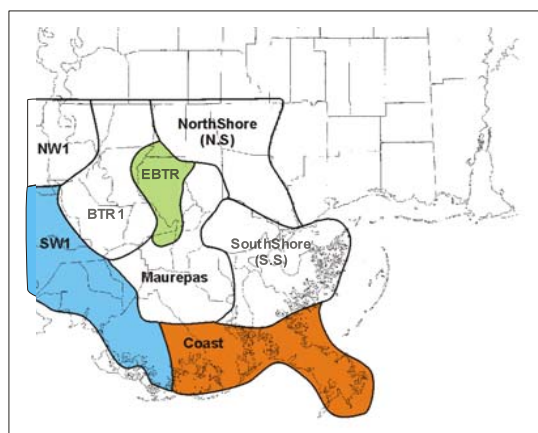 NorthShore
(N.S)
NW1
EBTR
BTR1
SouthShore
(S.S)
SW1
Maurepas
Coast